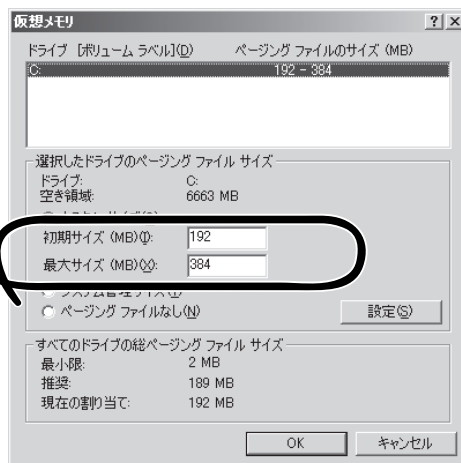 仮想メモリ
ドライブ [ボリューム ラベル](D) ページング ファイルのサイズ (MB)
C: 192 - 384
選択したドライブのページング ファイル サイズ
ドライブ: C:
空き領域: 6663 MB
初期サイズ (MB)(I): 192
最大サイズ (MB)(X): 384
ページング ファイルなし(N) 設定(S)
すべてのドライブの総ページング ファイル サイズ
最小限: 2 MB
推奨: 189 MB
現在の割り当て: 192 MB
OK キャンセル